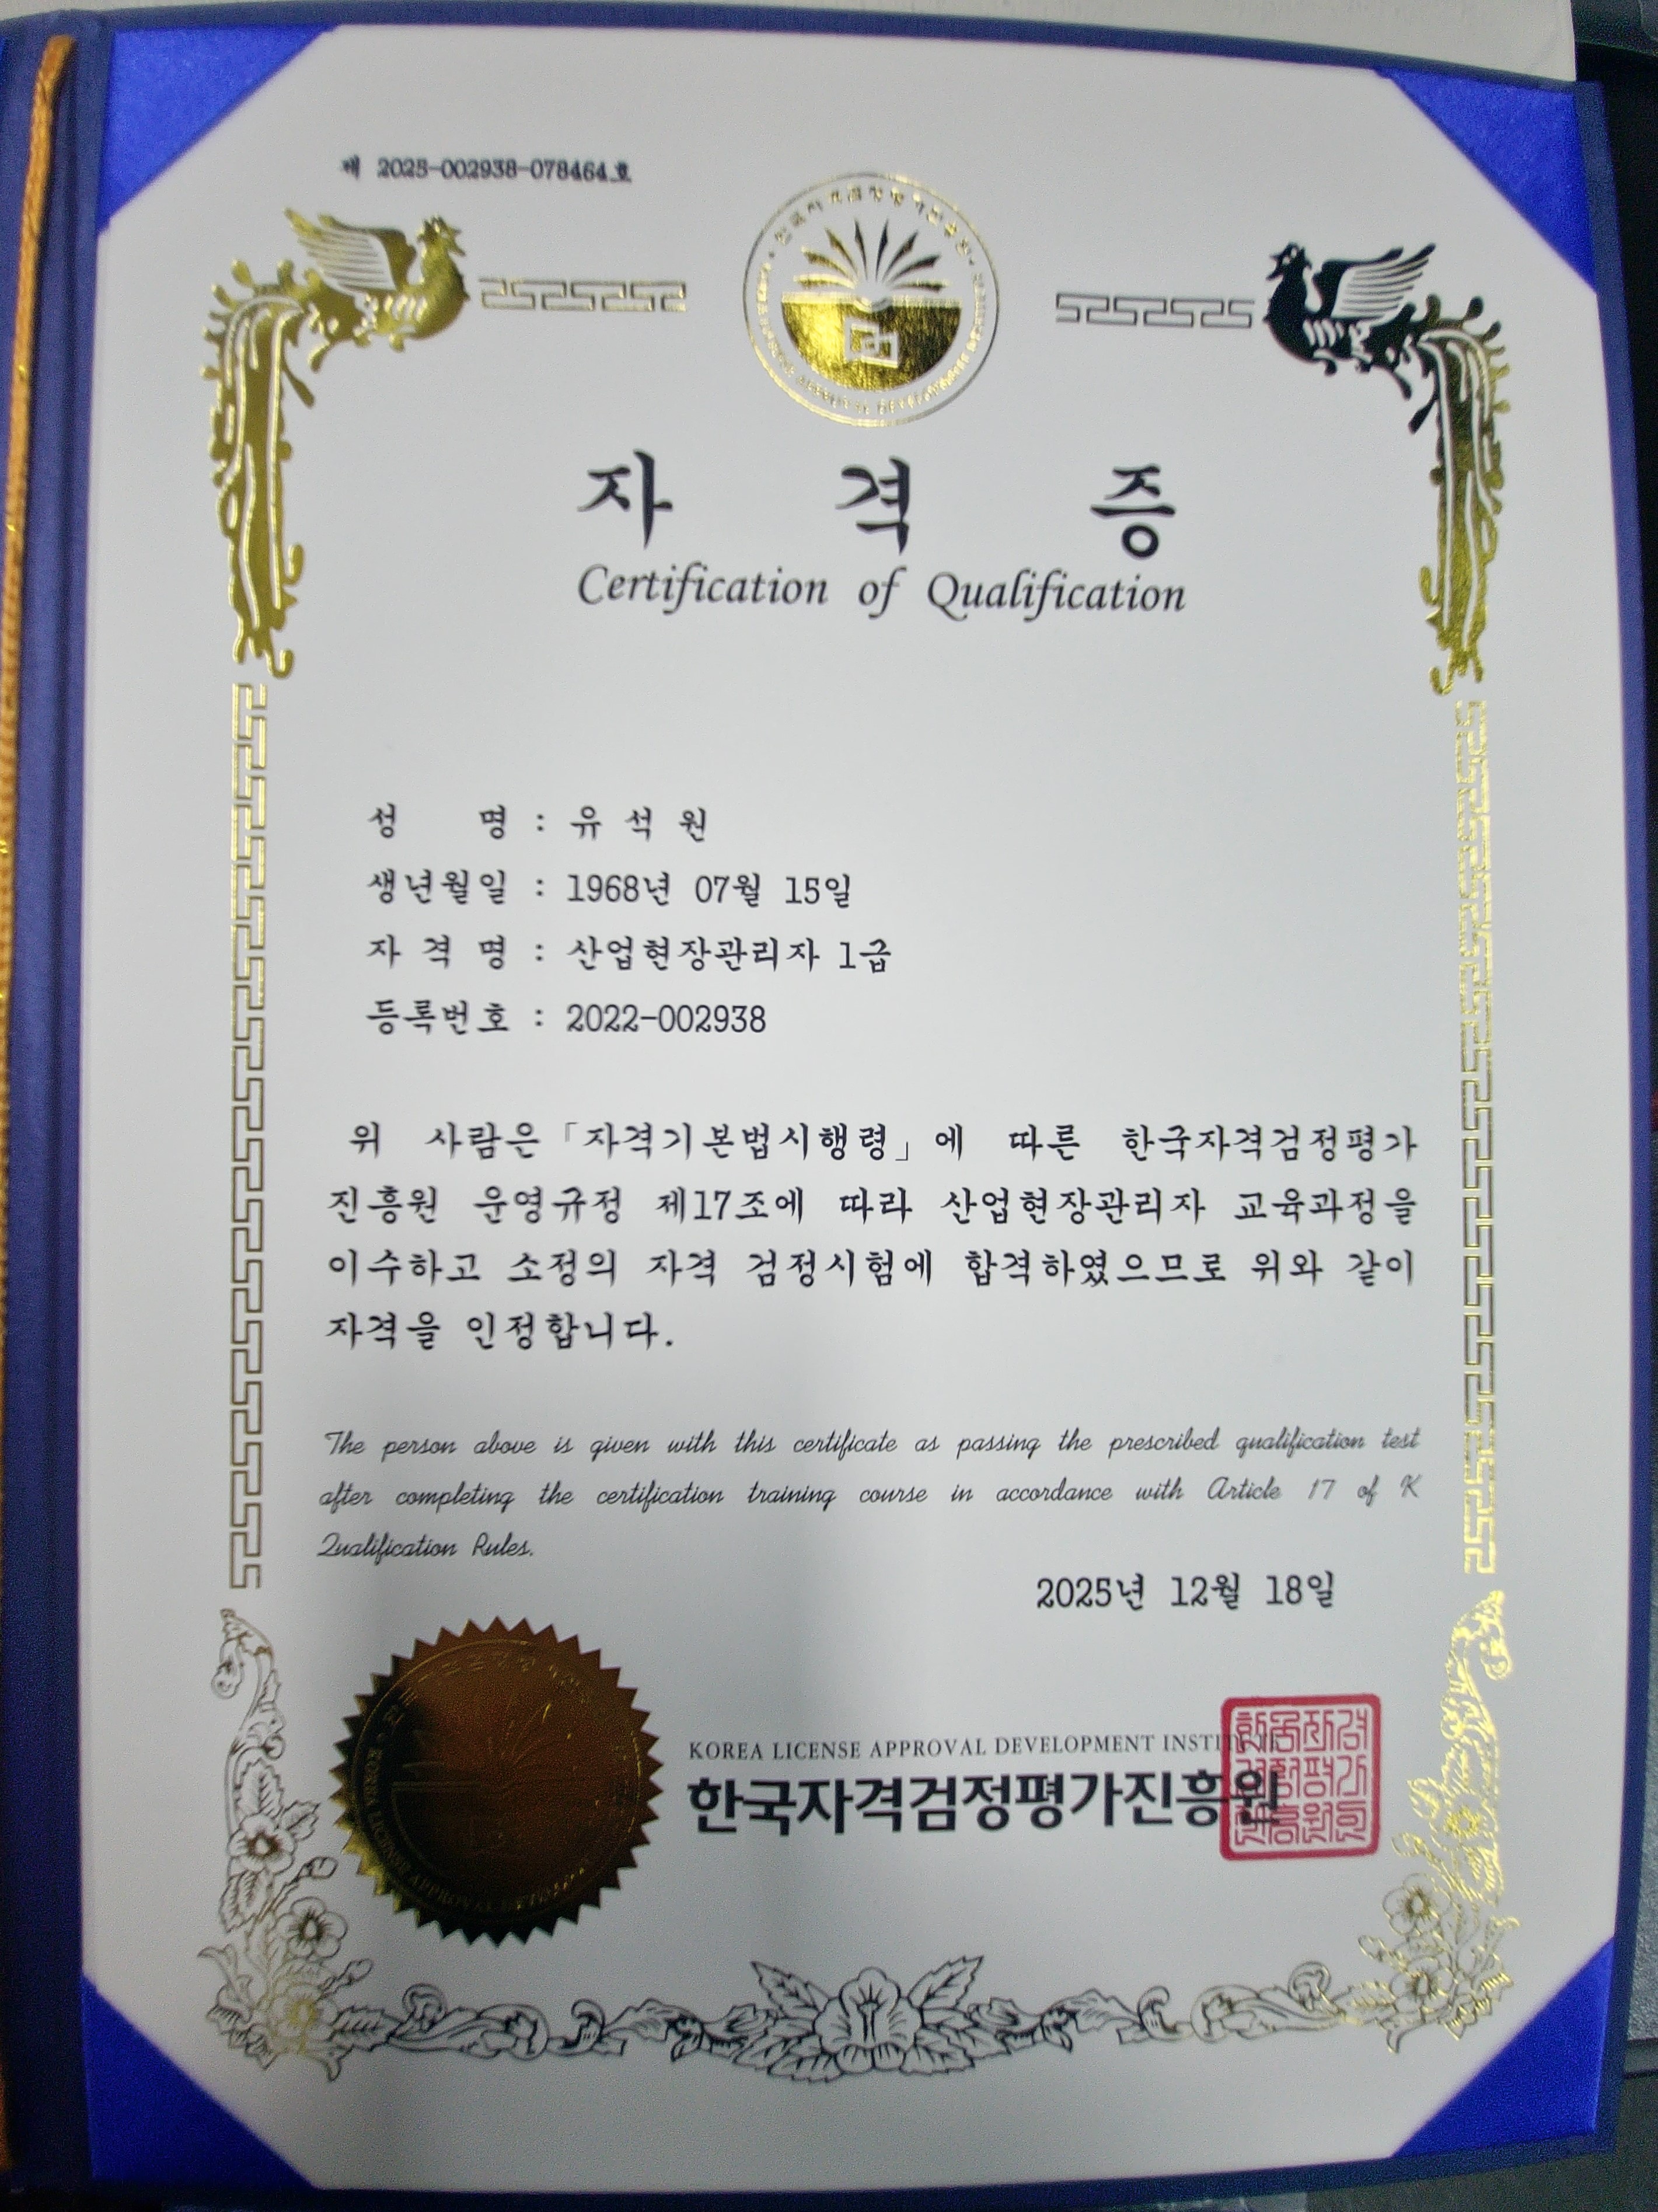 제 2025-002938-078464호
자 격 증
Certification of Qualification
성 명 : 유 석 원
생년월일 : 1968년 07월 15일
자 격 명 : 산업현장관리자 1급
등록번호 : 2022-002938
위 사람은 「자격기본법시행령」에 따른 한국자격검정평가
진흥원 운영규정 제17조에 따라 산업현장관리자 교육과정을
이수하고 소정의 자격 검정시험에 합격하였으므로 위와 같이
자격을 인정합니다.
The person above is given with this certificate as passing the prescribed qualification test
after completing the certification training course in accordance with Article 17 of K
Qualification Rules.
2025년 12월 18일
KOREA LICENSE APPROVAL DEVELOPMENT INSTITUTE
한국자격검정평가진흥원